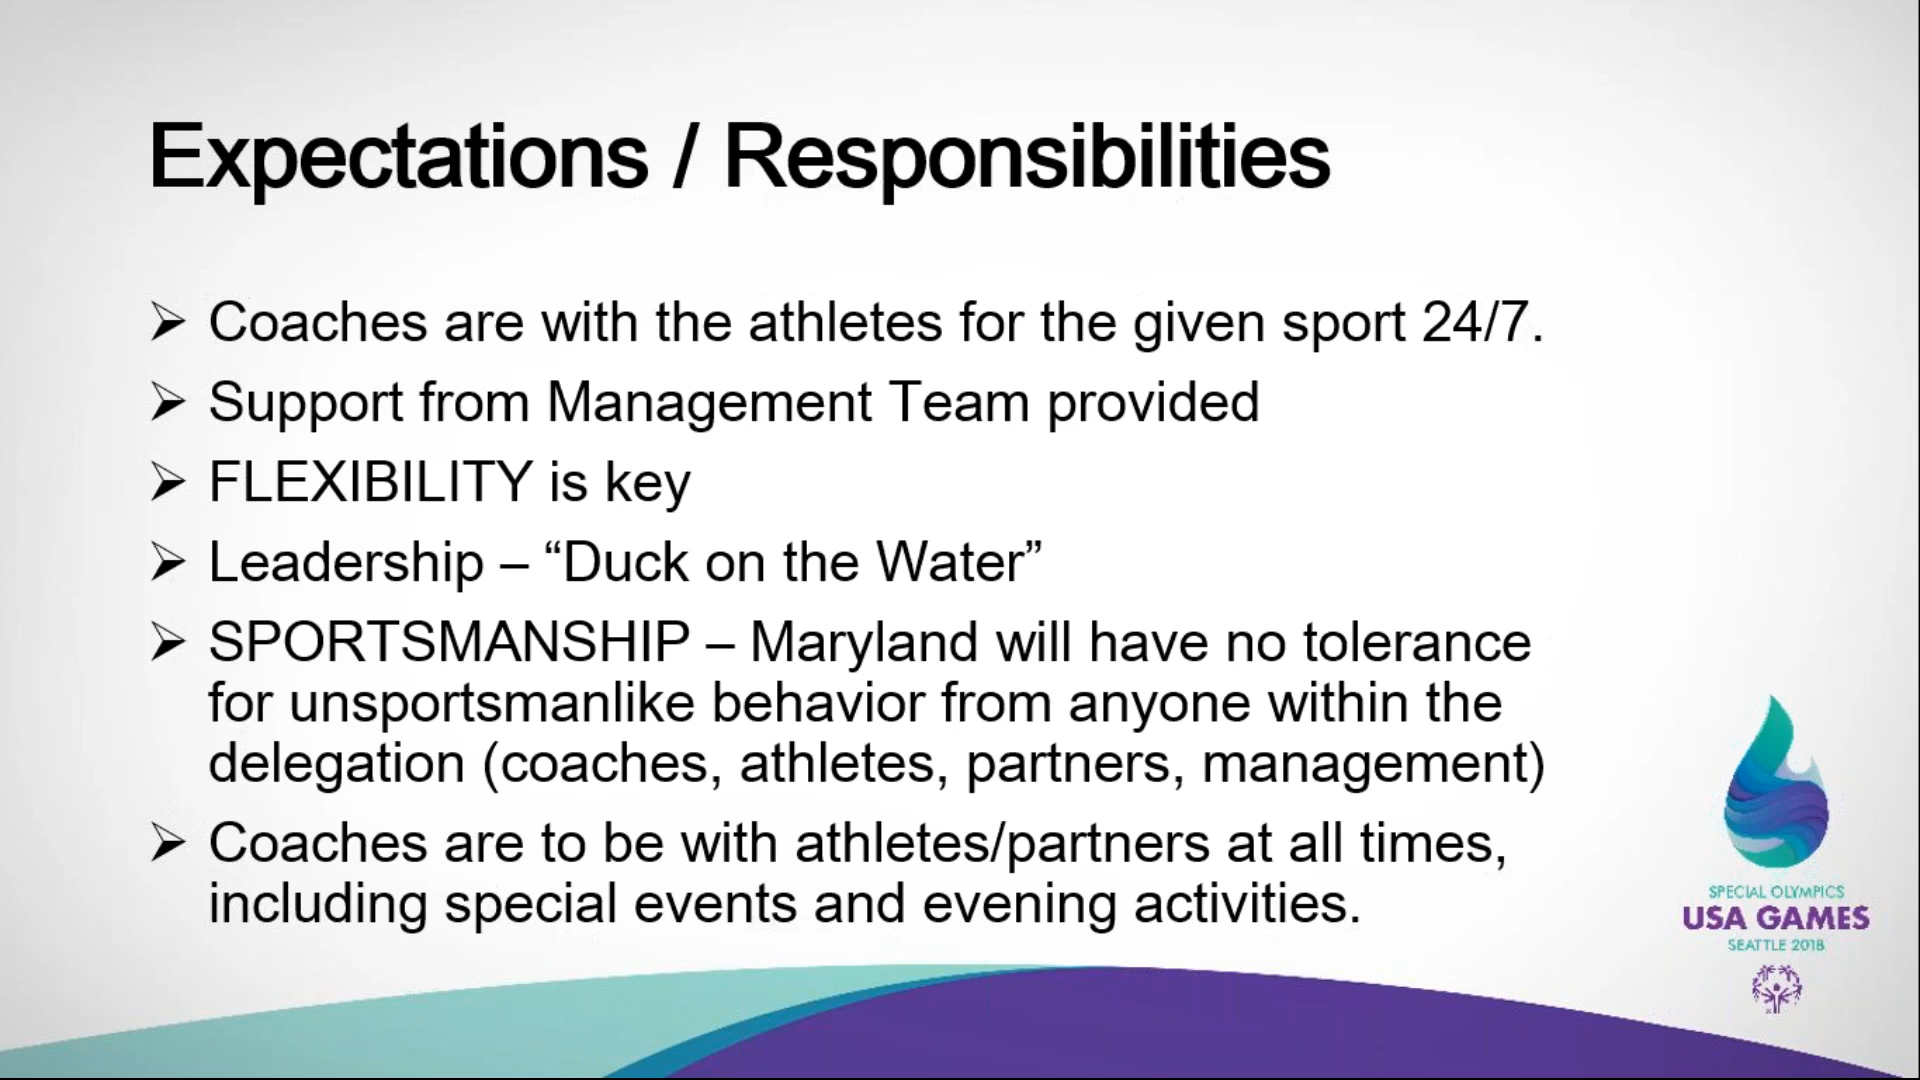 Expectations / Responsibilities
➢ Coaches are with the athletes for the given sport 24/7.
➢ Support from Management Team provided
➢ FLEXIBILITY is key
➢ Leadership – “Duck on the Water”
➢ SPORTSMANSHIP – Maryland will have no tolerance
for unsportsmanlike behavior from anyone within the
delegation (coaches, athletes, partners, management)
➢ Coaches are to be with athletes/partners at all times,
including special events and evening activities.
SPECIAL OLYMPICS
USA GAMES
SEATTLE 2018